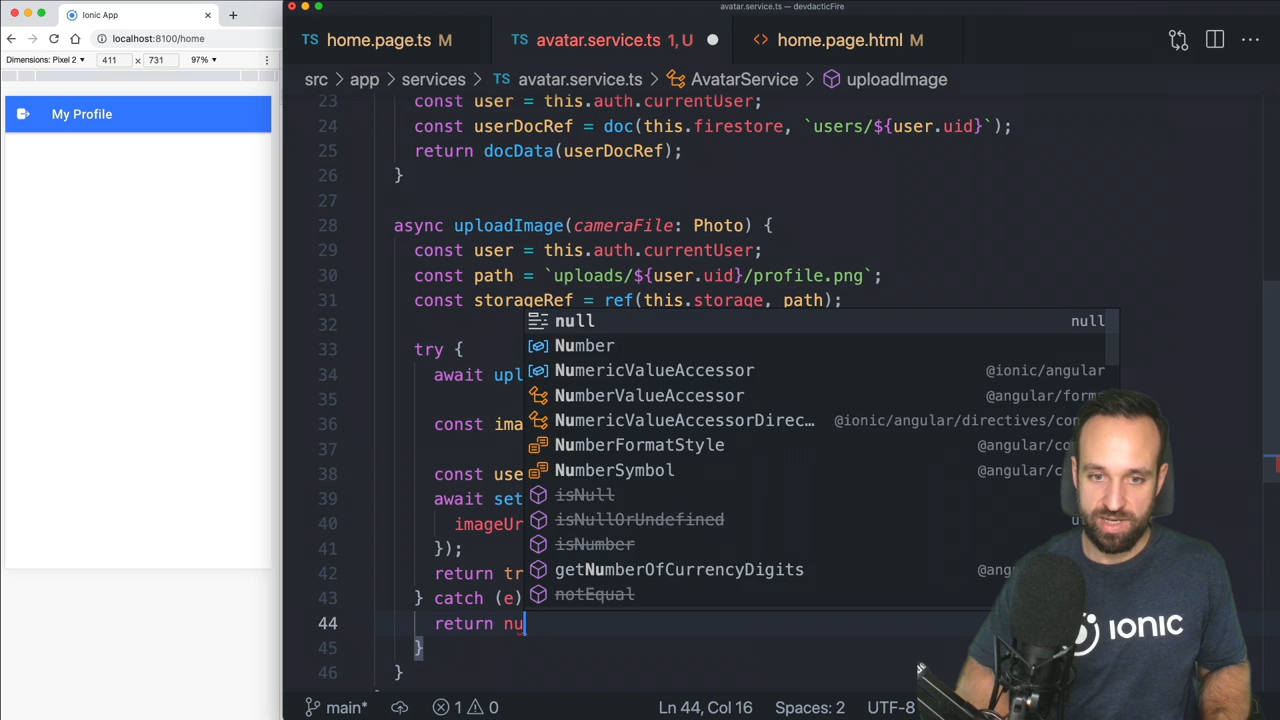 avatar.service.ts — devdacticFire
Ionic App
localhost:8100/home
Dimensions: Pixel 2
411
731
97%
My Profile
TS home.page.ts M
TS avatar.service.ts 1, U
<> home.page.html M
src > app > services > TS avatar.service.ts > AvatarService > uploadImage
23 const user = this.auth.currentUser;
24 const userDocRef = doc(this.firestore, `users/${user.uid}`);
25 return docData(userDocRef);
26 }
27
28 async uploadImage(cameraFile: Photo) {
29 const user = this.auth.currentUser;
30 const path = `uploads/${user.uid}/profile.png`;
31 const storageRef = ref(this.storage, path);
32
33 try {
34 await upl
35
36 const ima
37
38 const use
39 await set
40 imageUr
41 });
42 return tr
43 } catch (e)
44 return nu
45 }
46 }
null null
Number
NumericValueAccessor @ionic/angular
NumberValueAccessor @angular/forms
NumericValueAccessorDirec... @ionic/angular/directives/con
NumberFormatStyle @angular/co
NumberSymbol @angular/c
isNull
isNullOrUndefined
isNumber
getNumberOfCurrencyDigits @ang
notEqual
IONIC
main*
1 0
Ln 44, Col 16
Spaces: 2
UTF-8